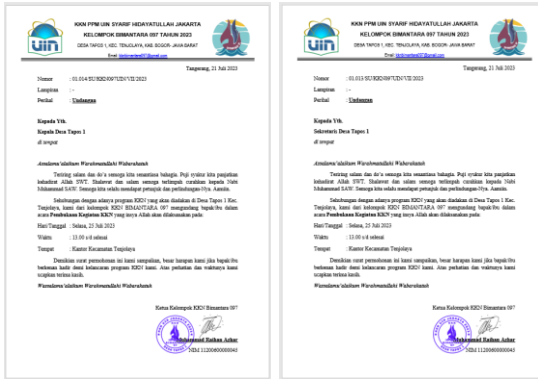 KKN PPM UIN SYARIF HIDAYATULLAH JAKARTA
KELOMPOK BIMANTARA 097 TAHUN 2023
DESA TAPOS 1, KEC. TENJOLAYA, KAB. BOGOR- JAWA BARAT
Email:
Tangerang, 21 Juli 2023
Nomor : 01.014/SU/KKN/097/UIN/VII/2023
Lampiran : -
Perihal : Undangan
Kepada Yth.
Kepala Desa Tapos 1
di tempat
Assalamu'alaikum Warahmatullahi Wabarakatuh
Teriring salam dan do'a semoga kita senantiasa bahagia. Puji syukur kita panjatkan
kehadirat Allah SWT. Shalawat dan salam semoga terlimpah curahkan kepada Nabi
Muhammad SAW. Semoga kita selalu mendapat petunjuk dan perlindungan-Nya. Aamiin.
Sehubungan dengan adanya program KKN yang akan diadakan di Desa Tapos 1 Kec.
Tenjolaya, kami dari kelompok KKN BIMANTARA 097 mengundang bapak/ibu dalam
acara Pembukaan Kegiatan KKN yang insya Allah akan dilaksanakan pada:
Hari/Tanggal : Selasa, 25 Juli 2023
Waktu : 13.00 s/d selesai
Tempat : Kantor Kecamatan Tenjolaya
Demikian surat permohonan ini kami sampaikan, besar harapan kami jika bapak/ibu
berkenan hadir demi kelancaran program KKN kami. Atas perhatian dan waktunya kami
ucapkan terima kasih.
Wassalamu'alaikum Warahmatullahi Wabarakatuh
Ketua Kelompok KKN Bimantara 097
Muhammad Raihan Azhar
NIM 11200600000045
KKN PPM UIN SYARIF HIDAYATULLAH JAKARTA
KELOMPOK BIMANTARA 097 TAHUN 2023
DESA TAPOS 1, KEC. TENJOLAYA, KAB. BOGOR- JAWA BARAT
Email:
Tangerang, 21 Juli 2023
Nomor : 01.013/SU/KKN/097/UIN/VII/2023
Lampiran : -
Perihal : Undangan
Kepada Yth.
Sekretaris Desa Tapos 1
di tempat
Assalamu'alaikum Warahmatullahi Wabarakatuh
Teriring salam dan do'a semoga kita senantiasa bahagia. Puji syukur kita panjatkan
kehadirat Allah SWT. Shalawat dan salam semoga terlimpah curahkan kepada Nabi
Muhammad SAW. Semoga kita selalu mendapat petunjuk dan perlindungan-Nya. Aamiin.
Sehubungan dengan adanya program KKN yang akan diadakan di Desa Tapos 1 Kec.
Tenjolaya, kami dari kelompok KKN BIMANTARA 097 mengundang bapak/ibu dalam
acara Pembukaan Kegiatan KKN yang insya Allah akan dilaksanakan pada:
Hari/Tanggal : Selasa, 25 Juli 2023
Waktu : 13.00 s/d selesai
Tempat : Kantor Kecamatan Tenjolaya
Demikian surat permohonan ini kami sampaikan, besar harapan kami jika bapak/ibu
berkenan hadir demi kelancaran program KKN kami. Atas perhatian dan waktunya kami
ucapkan terima kasih.
Wassalamu'alaikum Warahmatullahi Wabarakatuh
Ketua Kelompok KKN Bimantara 097
Muhammad Raihan Azhar
NIM 11200600000045